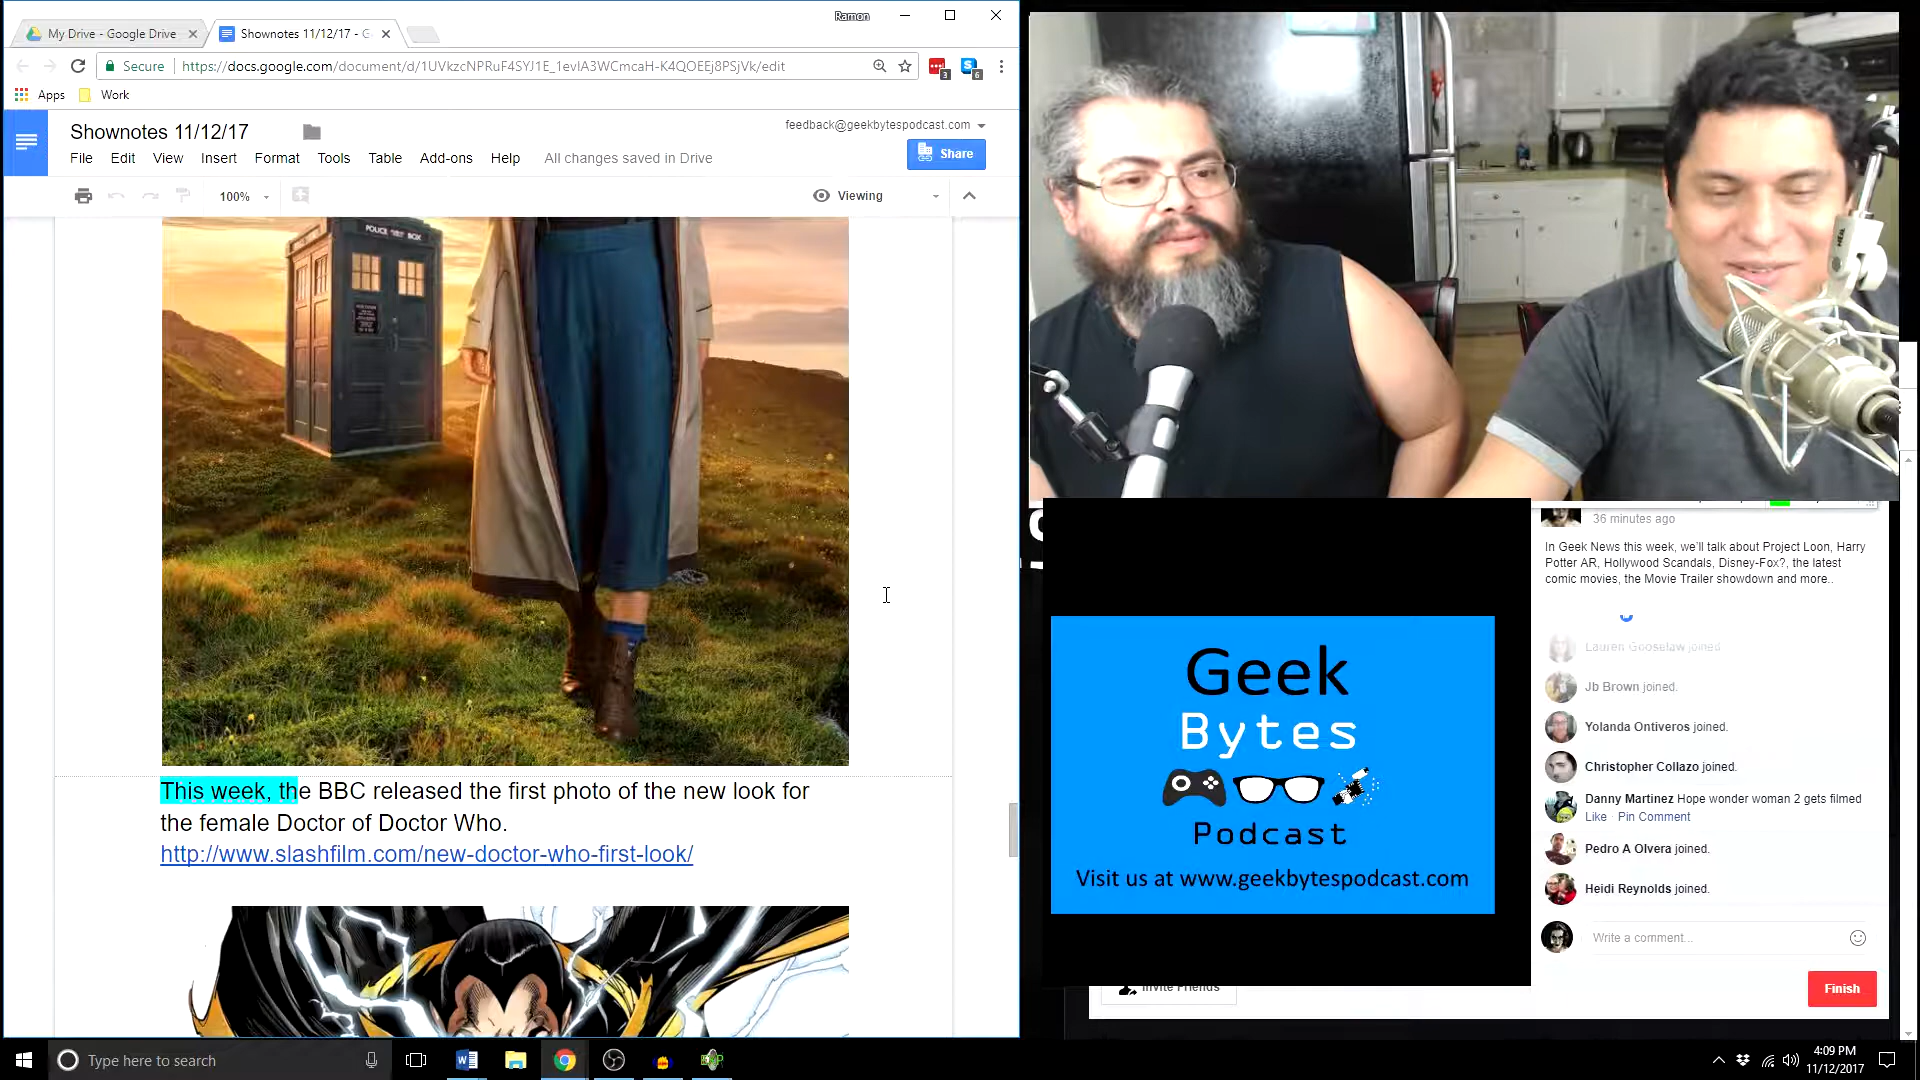 Ramon
My Drive - Google Drive
Shownotes 11/12/17 - G
Secure
https://docs.google.com/document/d/1UVkzcNPRuF4SYJ1E_1evIA3WCmcaH-K4QOEEj8PSjVk/edit
3
6
Apps
Work
Shownotes 11/12/17
feedback@geekbytespodcast.com
File Edit View Insert Format Tools Table Add-ons Help All changes saved in Drive
Share
100%
Viewing
POLICE BOX
This week, the BBC released the first photo of the new look for
the female Doctor of Doctor Who.
http://www.slashfilm.com/new-doctor-who-first-look/
Geek
Bytes
Podcast
Visit us at www.geekbytespodcast.com
36 minutes ago
In Geek News this week, we'll talk about Project Loon, Harry
Potter AR, Hollywood Scandals, Disney-Fox?, the latest
comic movies, the Movie Trailer showdown and more..
Lauren Gooselaw joined
Jb Brown joined.
Yolanda Ontiveros joined.
Christopher Collazo joined.
Danny Martinez Hope wonder woman 2 gets filmed
Like · Pin Comment
Pedro A Olvera joined.
Heidi Reynolds joined.
Write a comment...
Invite Friends
Finish
Type here to search
4:09 PM
11/12/2017